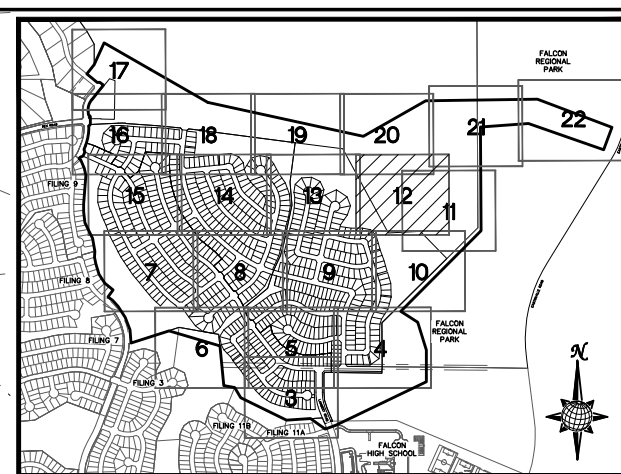 FALCON
REGIONAL
PARK
17
22
21
16
18
19
20
FILING 9
15
14
13
12
11
7
8
9
10
FILING 8
FALCON
REGIONAL
PARK
FILING 7
6
5
4
N
FILING 3
3
FILING 11B
FILING 11A
FALCON
HIGH SCHOOL